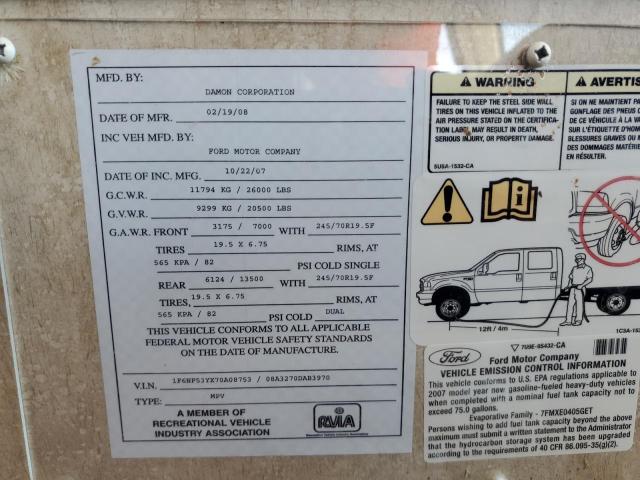 MFD. BY:
DAMON CORPORATION
DATE OF MFR. 02/19/08
INC VEH MFD. BY:
FORD MOTOR COMPANY
DATE OF INC. MFG. 10/22/07
G.C.W.R. 11794 KG / 26000 LBS
G.V.W.R. 9299 KG / 20500 LBS
G.A.W.R. FRONT 3175 / 7000 WITH 245/70R19.5F
TIRES 19.5 X 6.75 RIMS, AT
565 KPA / 82 PSI COLD SINGLE
REAR 6124 / 13500 WITH 245/70R19.5F
TIRES, 19.5 X 6.75 RIMS, AT
565 KPA / 82 PSI COLD DUAL
THIS VEHICLE CONFORMS TO ALL APPLICABLE
FEDERAL MOTOR VEHICLE SAFETY STANDARDS
ON THE DATE OF MANUFACTURE.
V.I.N. 1F6NF53YX70A08753 / 08A3270DAB3970
TYPE: MPV
A MEMBER OF
RECREATIONAL VEHICLE
INDUSTRY ASSOCIATION
RVIA
WARNING
FAILURE TO KEEP THE STEEL SIDE WALL
TIRES ON THIS VEHICLE INFLATED TO THE
AIR PRESSURE STATED ON THE CERTIFICA-
TION LABEL MAY RESULT IN DEATH,
SERIOUS INJURY, OR PROPERTY DAMAGE.
5U5A-1532-CA
AVERTIS
SI ON NE MAINTIENT
GONFLAGE DES PNEUS
DE CE VÉHICULE À LA
SUR L'ÉTIQUETTE D'HOM
BLESSURES GRAVES OU M
DES DOMMAGES MATÉRIEL
12ft / 4m
1C3A-153
7U9E-9S432-CA
Ford
Ford Motor Company
VEHICLE EMISSION CONTROL INFORMATION
This vehicle conforms to U.S. EPA regulations applicable to
2007 model year new gasoline-fueled heavy-duty vehicles
when completed with a nominal fuel tank capacity not to
exceed 75.0 gallons.
Evaporative Family - 7FMXE0405GET
Persons wishing to add fuel tank capacity beyond the above
maximum must submit a written statement to the Administrator
that the hydrocarbon storage system has been upgraded
according to the requirements of 40 CFR 86.095-35(g)(2).